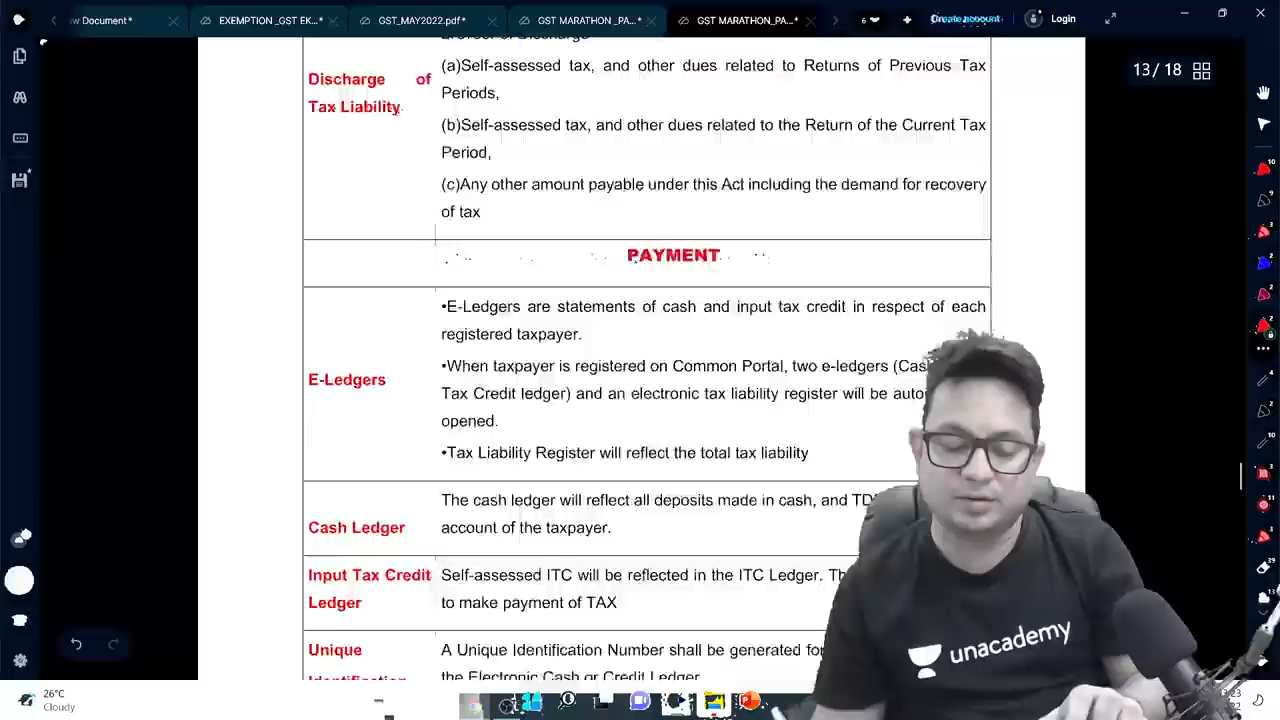 aw Document *
EXEMPTION _GST EK...*
GST_MAY2022.pdf *
GST MARATHON _PA...*
GST MARATHON_PA...*
6
Create account
Login
13/ 18
Discharge of
Tax Liability
(a)Self-assessed tax, and other dues related to Returns of Previous Tax
Periods,
(b)Self-assessed tax, and other dues related to the Return of the Current Tax
Period,
(c)Any other amount payable under this Act including the demand for recovery
of tax
PAYMENT
E-Ledgers
•E-Ledgers are statements of cash and input tax credit in respect of each
registered taxpayer.
•When taxpayer is registered on Common Portal, two e-ledgers (Cas
Tax Credit ledger) and an electronic tax liability register will be auto
opened.
•Tax Liability Register will reflect the total tax liability
Cash Ledger
The cash ledger will reflect all deposits made in cash, and TD
account of the taxpayer.
Input Tax Credit
Ledger
Self-assessed ITC will be reflected in the ITC Ledger. Th
to make payment of TAX
Unique
A Unique Identification Number shall be generated for
the Electronic Cash or Credit Ledger
unacademy
26°C
Cloudy